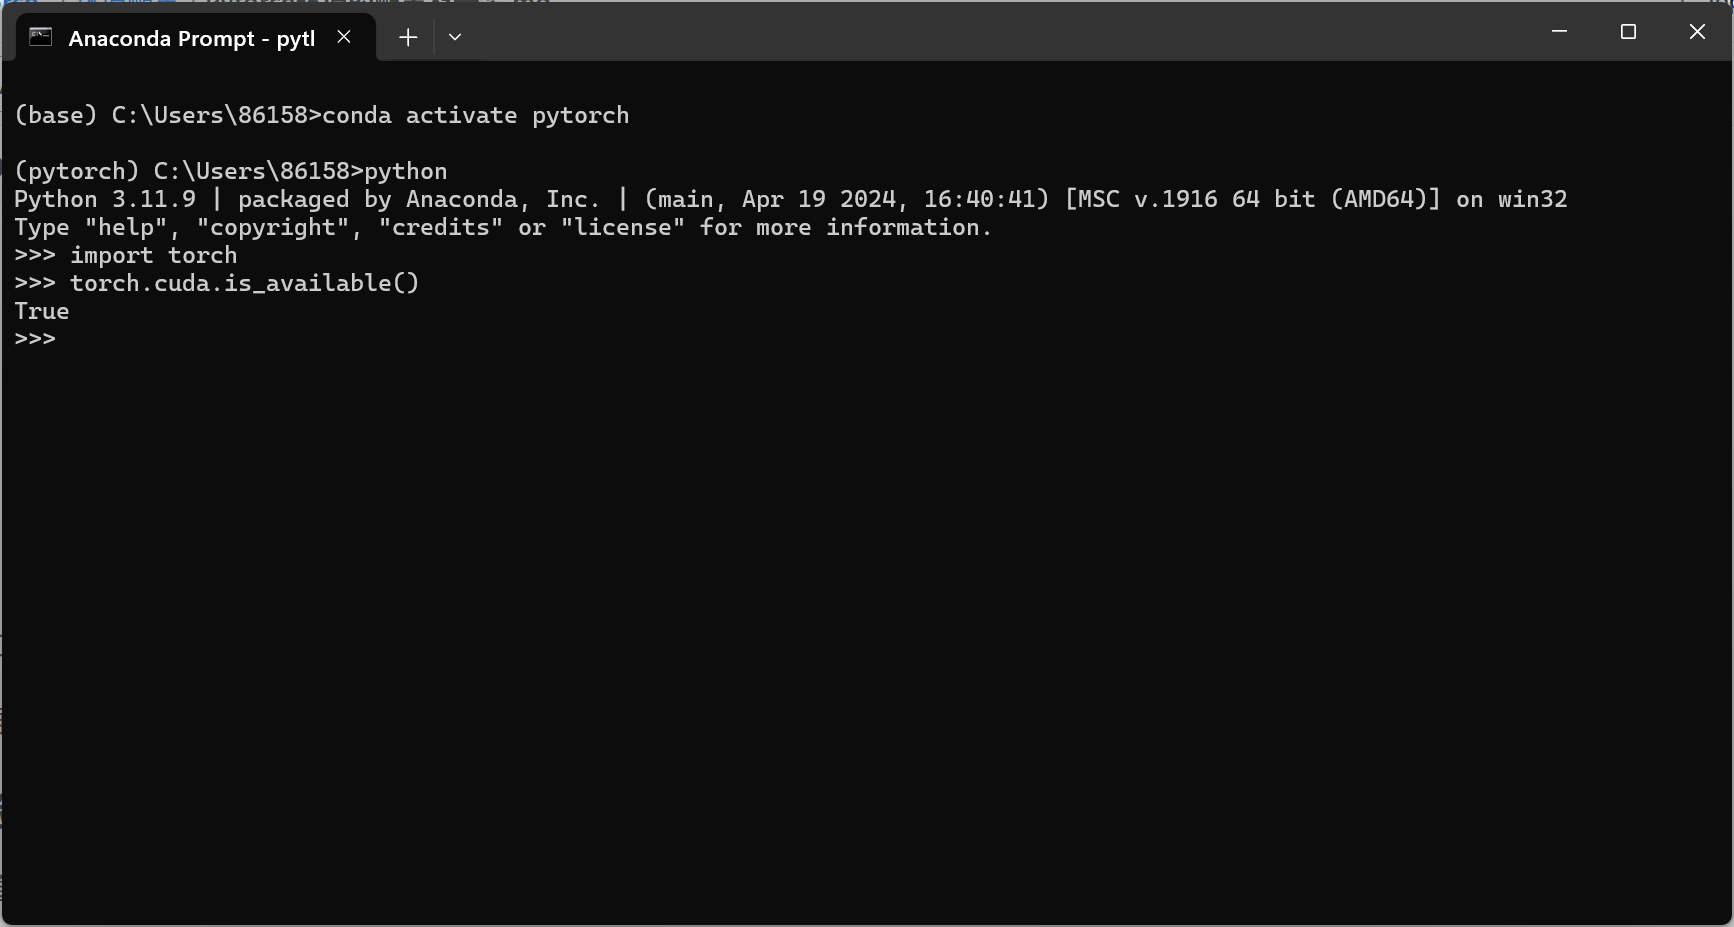 Anaconda Prompt - pytl
(base) C:\Users\86158>conda activate pytorch
(pytorch) C:\Users\86158>python
Python 3.11.9 | packaged by Anaconda, Inc. | (main, Apr 19 2024, 16:40:41) [MSC v.1916 64 bit (AMD64)] on win32
Type "help", "copyright", "credits" or "license" for more information.
>>> import torch
>>> torch.cuda.is_available()
True
>>>